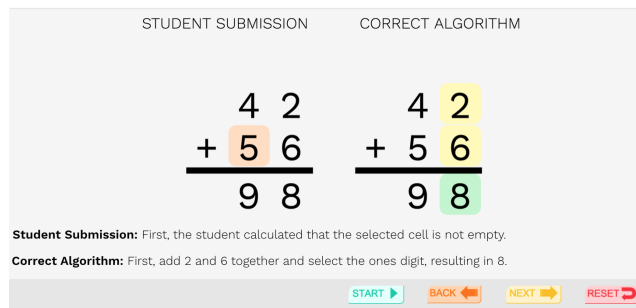 STUDENT SUBMISSION CORRECT ALGORITHM
4 2 4 2
+ 5 6 + 5 6
9 8 9 8
Student Submission: First, the student calculated that the selected cell is not empty.
Correct Algorithm: First, add 2 and 6 together and select the ones digit, resulting in 8.
START BACK NEXT RESET